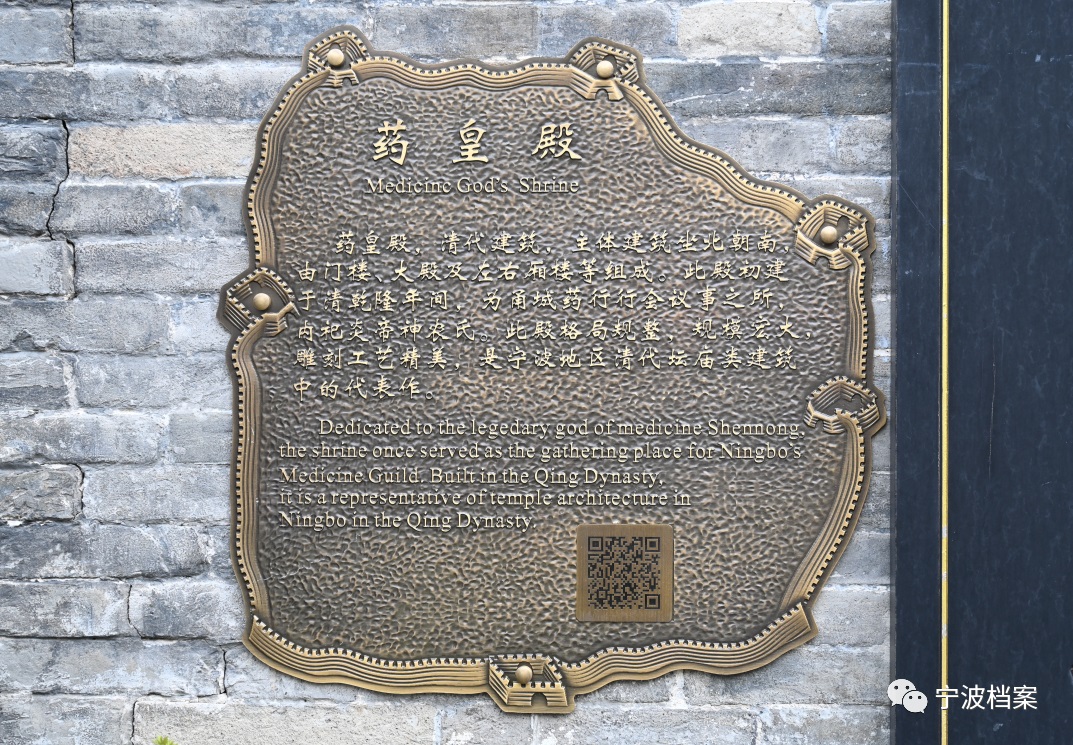 药皇殿
Medicine God's Shrine
药皇殿，清代建筑，主体建筑坐北朝南，
由门楼、大殿及左右厢楼等组成。此殿初建
于清乾隆年间，为甬城药行行会议事之所，
内祀炎帝神农氏。此殿格局规整，规模宏大，
雕刻工艺精美，是宁波地区清代坛庙类建筑
中的代表作。
Dedicated to the legedary god of medicine Shennong,
the shrine once served as the gathering place for Ningbo's
Medicine Guild. Built in the Qing Dynasty,
it is a representative of temple architecture in
Ningbo in the Qing Dynasty.
宁波档案